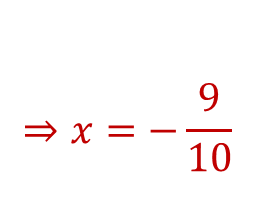 ⇒ x = − 9/10